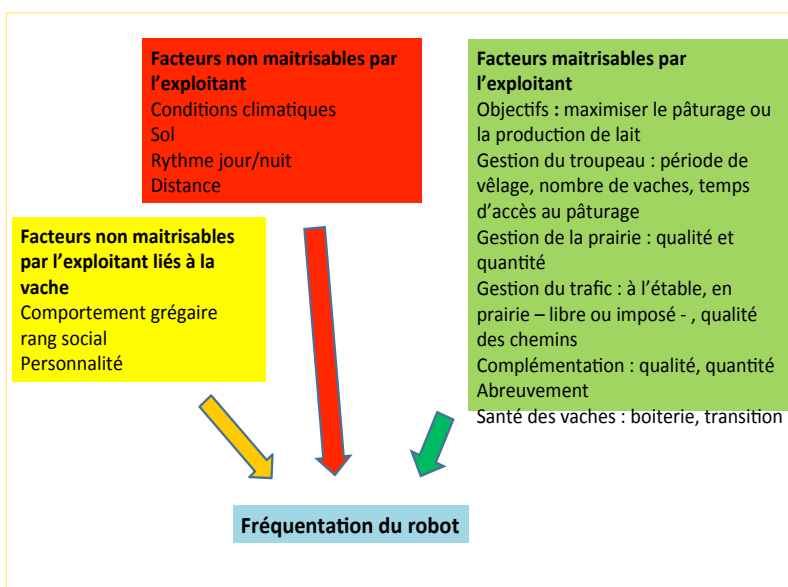 Facteurs non maitrisables par
l'exploitant
Conditions climatiques
Sol
Rythme jour/nuit
Distance
Facteurs maitrisables par
l'exploitant
Objectifs : maximiser le pâturage ou
la production de lait
Gestion du troupeau : période de
vêlage, nombre de vaches, temps
d'accès au pâturage
Gestion de la prairie : qualité et
quantité
Gestion du trafic : à l'étable, en
prairie – libre ou imposé - , qualité
des chemins
Complémentation : qualité, quantité
Abreuvement
Santé des vaches : boiterie, transition
Facteurs non maitrisables
par l'exploitant liés à la
vache
Comportement grégaire
rang social
Personnalité
Fréquentation du robot